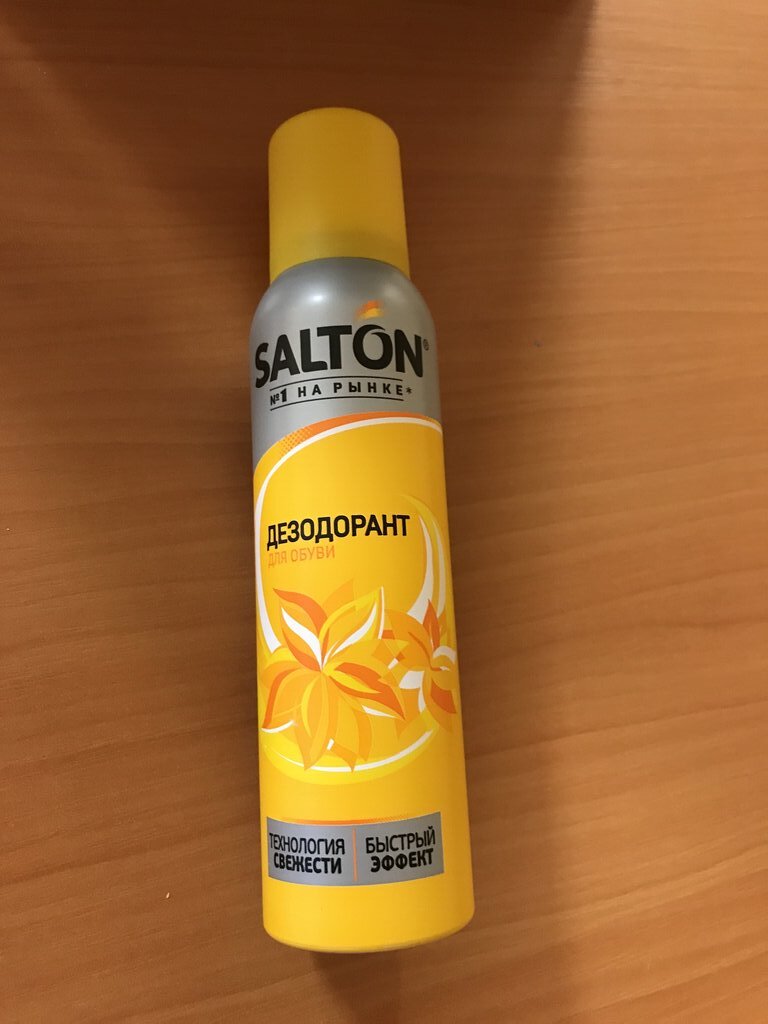 SALTON®
№1 НА РЫНКЕ*
ДЕЗОДОРАНТ
ДЛЯ ОБУВИ
ТЕХНОЛОГИЯ
СВЕЖЕСТИ
БЫСТРЫЙ
ЭФФЕКТ